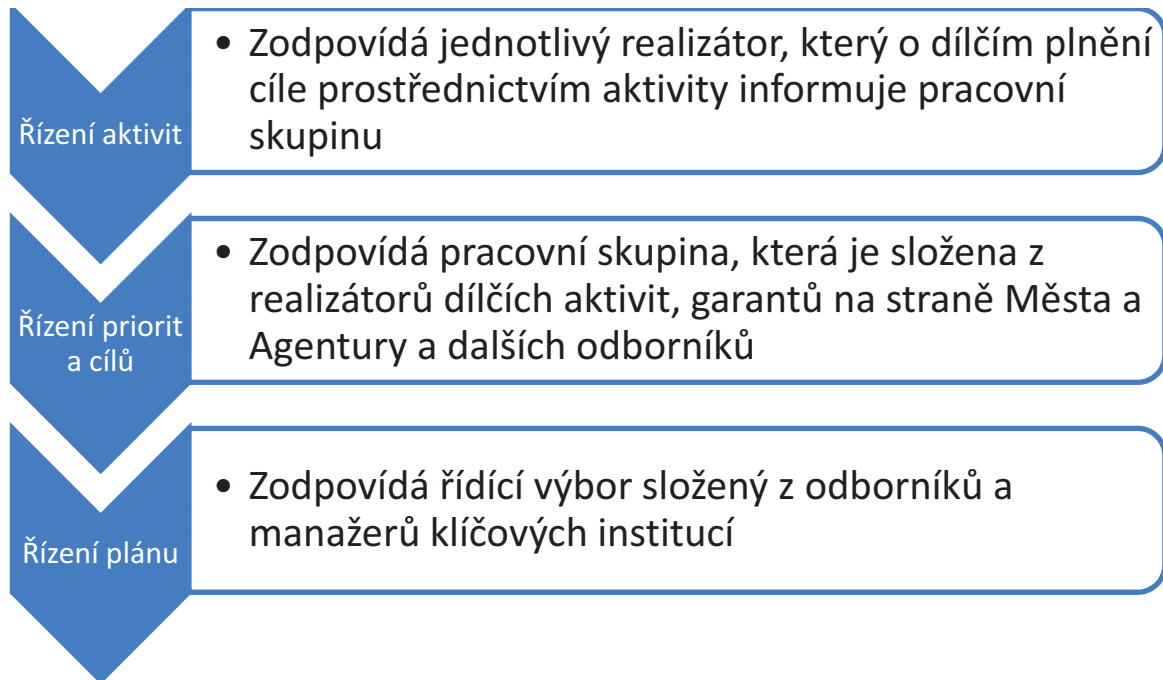 Řízení aktivit
• Zodpovídá jednotlivý realizátor, který o dílčím plnění
cíle prostřednictvím aktivity informuje pracovní
skupinu
Řízení priorit
a cílů
• Zodpovídá pracovní skupina, která je složena z
realizátorů dílčích aktivit, garantů na straně Města a
Agentury a dalších odborníků
Řízení plánu
• Zodpovídá řídící výbor složený z odborníků a
manažerů klíčových institucí